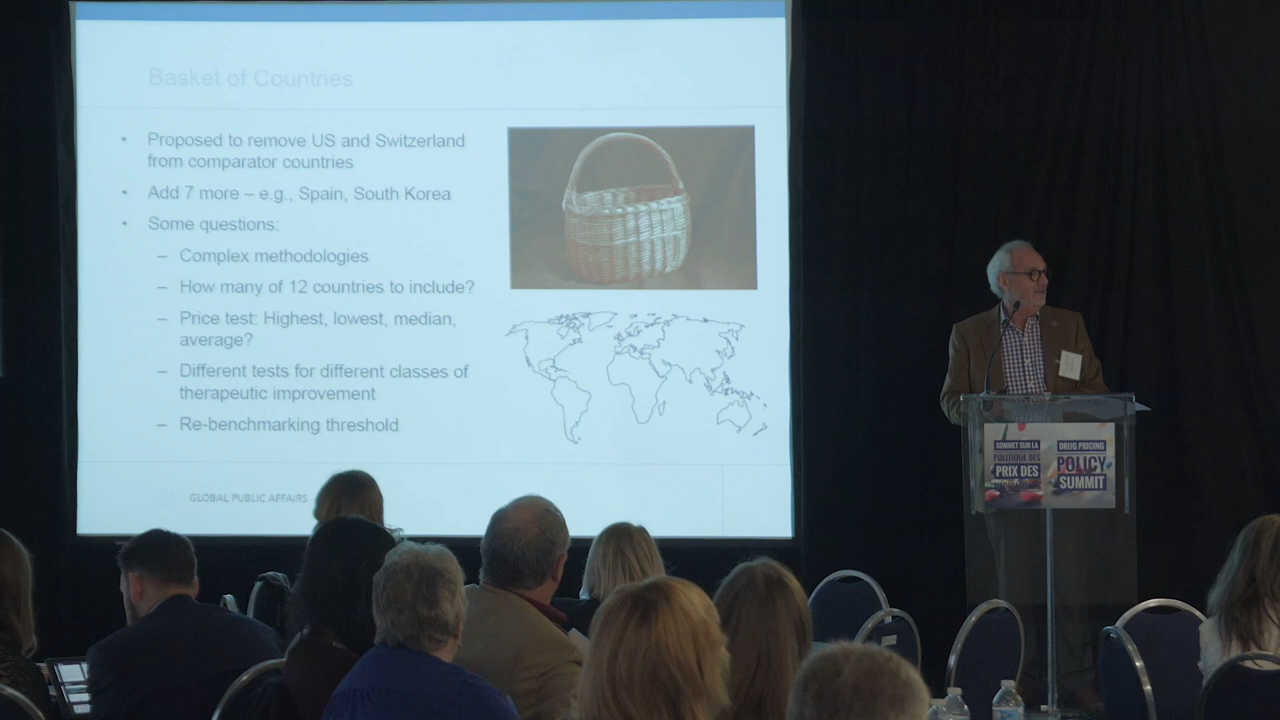 Basket of Countries
• Proposed to remove US and Switzerland
from comparator countries
• Add 7 more – e.g., Spain, South Korea
• Some questions:
– Complex methodologies
– How many of 12 countries to include?
– Price test: Highest, lowest, median,
average?
– Different tests for different classes of
therapeutic improvement
– Re-benchmarking threshold
GLOBAL PUBLIC AFFAIRS
SOMMET SUR LA
POLITIQUE DES
PRIX DES
DRUG PRICING
POLICY
SUMMIT